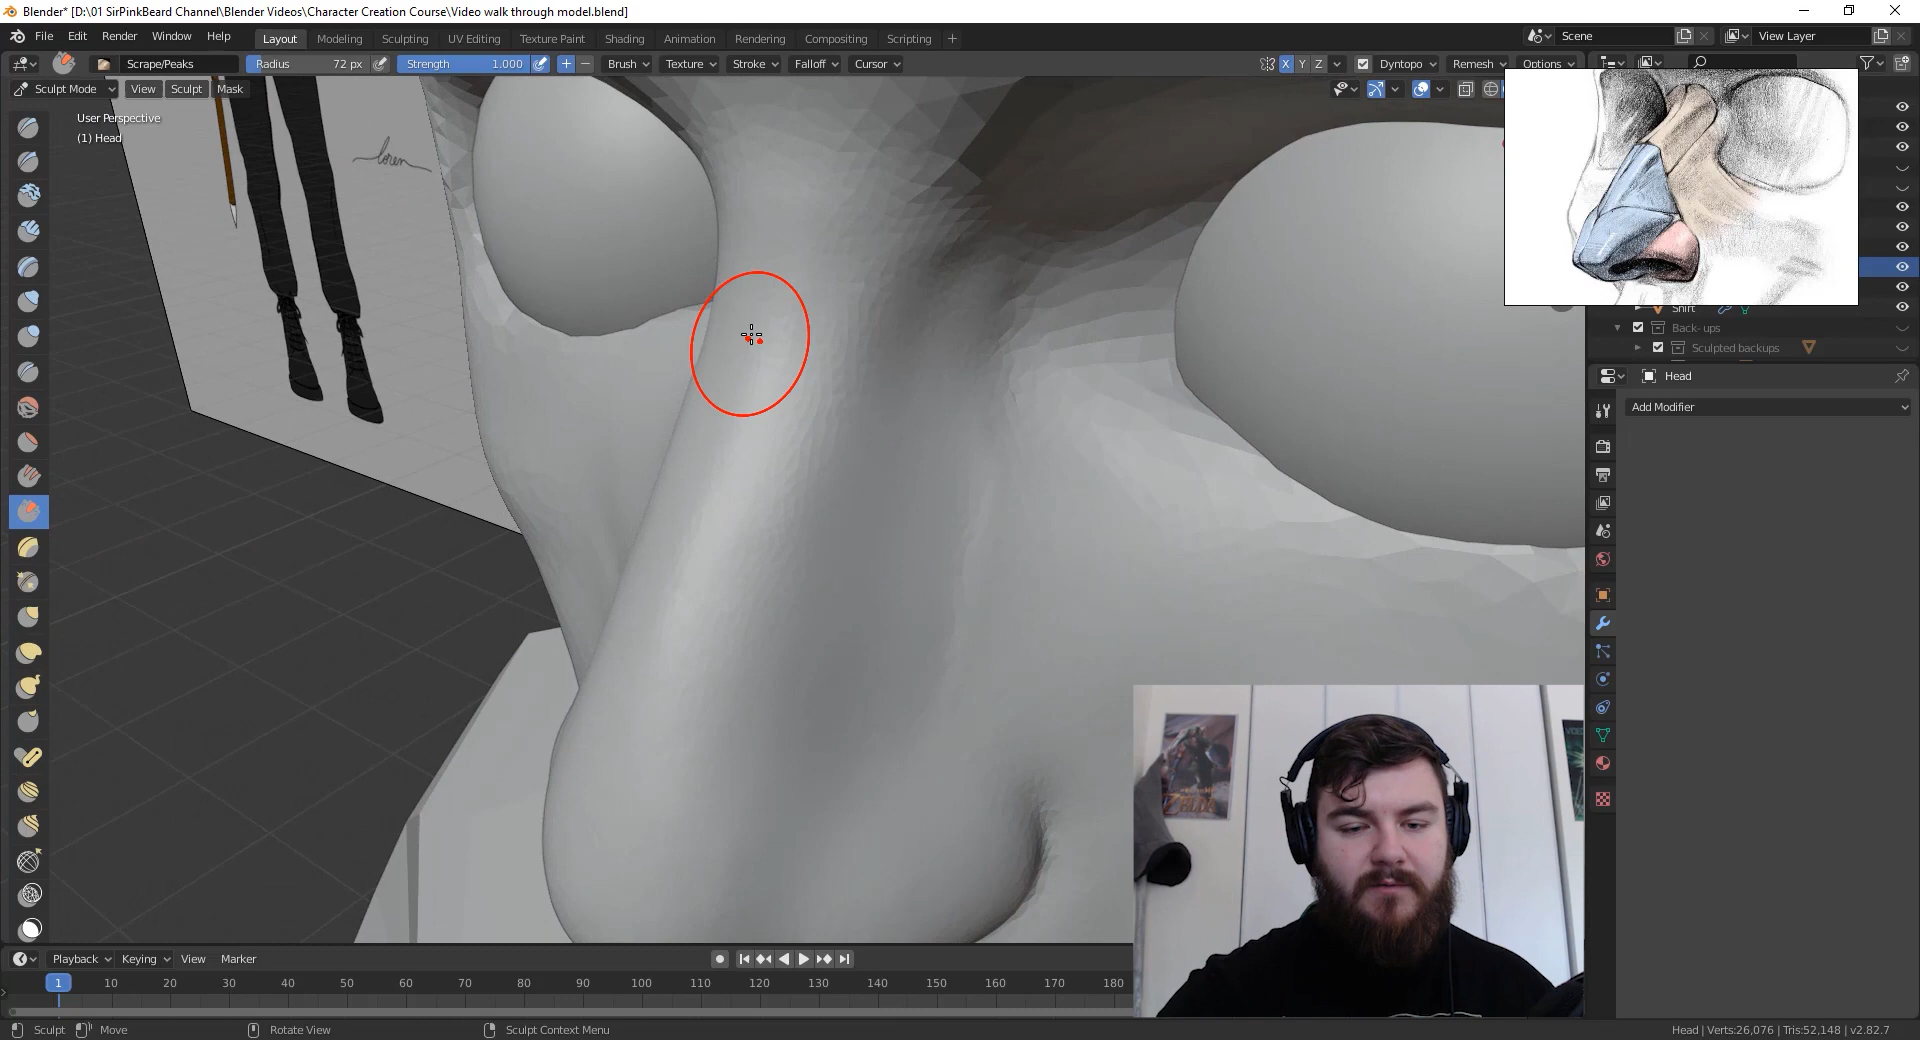 Blender* [D:\01 SirPinkBeard Channel\Blender Videos\Character Creation Course\Video walk through model.blend]
File Edit Render Window Help Layout Modeling Sculpting UV Editing Texture Paint Shading Animation Rendering Compositing Scripting + Scene View Layer
Scrape/Peaks Radius 72 px Strength 1.000 + − Brush Texture Stroke Falloff Cursor X Y Z Dyntopo Remesh Options
Sculpt Mode View Sculpt Mask
User Perspective
(1) Head
loren
Shirt
Back- ups
Sculpted backups
Head
Add Modifier
ZELDA
Playback Keying View Marker
1 10 20 30 40 50 60 70 80 90 100 110 120 130 140 150 160 170 180
Sculpt Move Rotate View Sculpt Context Menu Head | Verts:26,076 | Tris:52,148 | v2.82.7